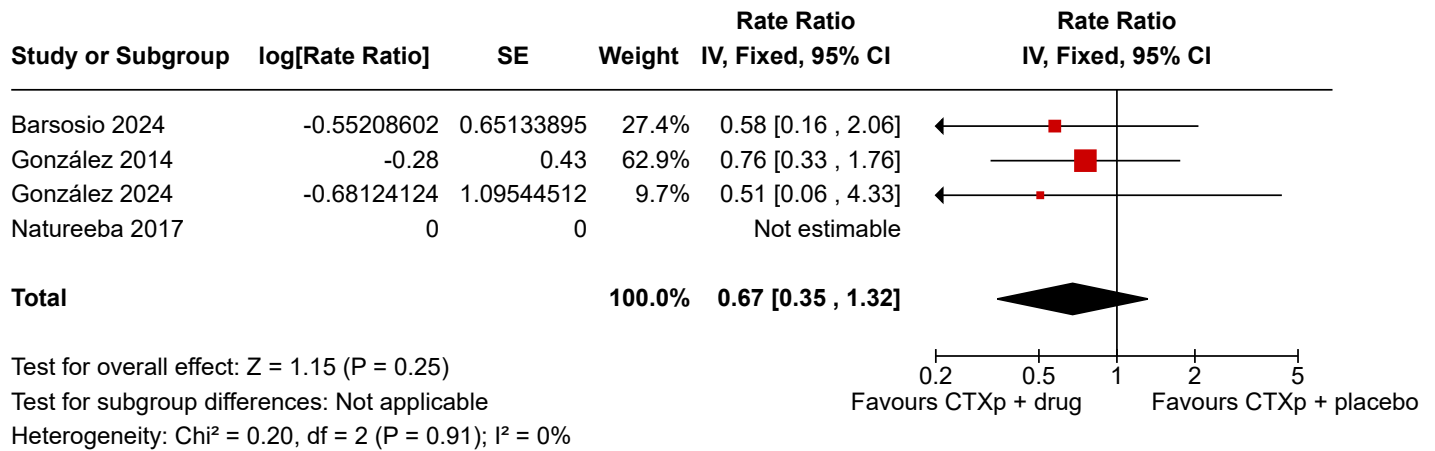 Rate Ratio Rate Ratio
Study or Subgroup log[Rate Ratio] SE Weight IV, Fixed, 95% CI IV, Fixed, 95% CI
Barsosio 2024 -0.55208602 0.65133895 27.4% 0.58 [0.16 , 2.06]
González 2014 -0.28 0.43 62.9% 0.76 [0.33 , 1.76]
González 2024 -0.68124124 1.09544512 9.7% 0.51 [0.06 , 4.33]
Natureeba 2017 0 0 Not estimable
Total 100.0% 0.67 [0.35 , 1.32]
Test for overall effect: Z = 1.15 (P = 0.25)
0.2 0.5 1 2 5
Test for subgroup differences: Not applicable
Favours CTXp + drug Favours CTXp + placebo
Heterogeneity: Chi² = 0.20, df = 2 (P = 0.91); I² = 0%